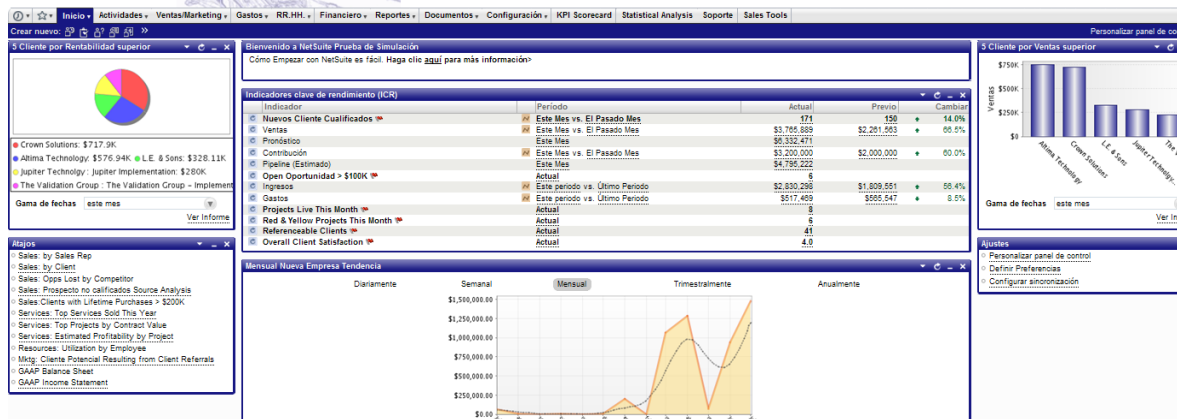 Inicio Actividades Ventas/Marketing Gastos RR.HH. Financiero Reportes Documentos Configuración KPI Scorecard Statistical Analysis Soporte Sales Tools
Crear nuevo: »
Personalizar panel de co
5 Cliente por Rentabilidad superior
Crown Solutions: $717.9K
Altima Technology: $576.94K L.E. & Sons: $328.11K
Jupiter Technology : Jupiter Implementation: $280K
The Validation Group : The Validation Group – Implement
Gama de fechas este mes
Ver Informe
Atajos
Sales: by Sales Rep
Sales: by Client
Sales: Opps Lost by Competitor
Sales: Prospecto no calificados Source Analysis
Sales:Clients with Lifetime Purchases > $200K
Services: Top Services Sold This Year
Services: Top Projects by Contract Value
Services: Estimated Profitability by Project
Resources: Utilization by Employee
Mktg: Cliente Potencial Resulting from Client Referrals
GAAP Balance Sheet
GAAP Income Statement
Bienvenido a NetSuite Prueba de Simulación
Cómo Empezar con NetSuite es fácil. Haga clic aquí para más información>
Indicadores clave de rendimiento (ICR)
Indicador Período Actual Previo Cambiar
Nuevos Cliente Cualificados Este Mes vs. El Pasado Mes 171 150 14.0%
Ventas Este Mes vs. El Pasado Mes $3,765,889 $2,261,563 66.5%
Pronóstico Este Mes $6,332,471
Contribución Este Mes vs. El Pasado Mes $3,200,000 $2,000,000 60.0%
Pipeline (Estimado) Este Mes $4,795,222
Open Oportunidad > $100K Actual 6
Ingresos Este periodo vs. Último Periodo $2,830,298 $1,809,551 56.4%
Gastos Este periodo vs. Último Periodo $517,469 $565,547 8.5%
Projects Live This Month Actual 8
Red & Yellow Projects This Month Actual 6
Referenceable Clients Actual 41
Overall Client Satisfaction Actual 4.0
Mensual Nueva Empresa Tendencia
Diariamente Semanal Mensual Trimestralmente Anualmente
$1,500,000.00
$1,250,000.00
$1,000,000.00
$750,000.00
$500,000.00
$250,000.00
$0.00
5 Cliente por Ventas superior
Ventas
$750K
$500K
$250K
$0
Altima Technology
Crown Solutions
L.E. & Sons
Jupiter Technology...
The V
Gama de fechas este mes
Ver In
Ajustes
Personalizar panel de control
Definir Preferencias
Configurar sincronización